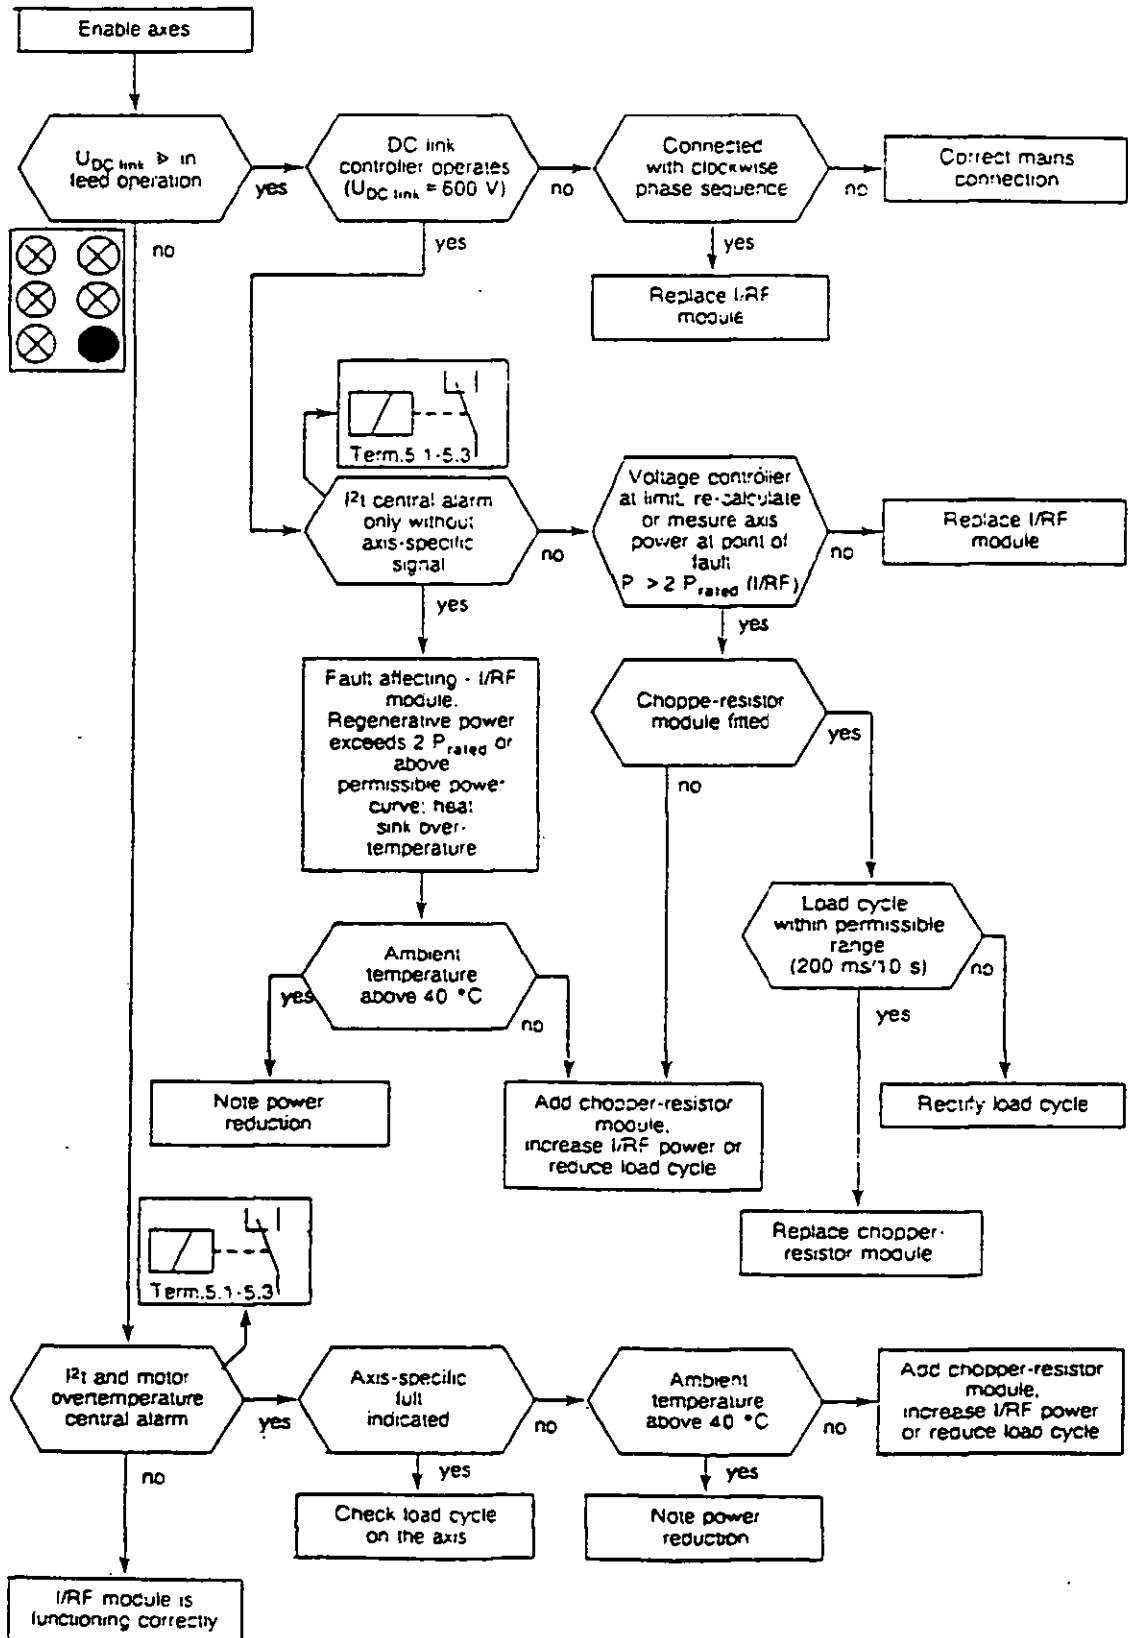 Enable axes
U_DC link > in
feed operation
yes
no
DC link
controller operates
(U_DC link = 600 V)
no
yes
Connected
with clockwise
phase sequence
no
yes
Correct mains
connection
Replace I/RF
module
Term.5.1-5.3
I²t central alarm
only without
axis-specific
signal
no
yes
Voltage controller
at limit, re-calculate
or mesure axis
power at point of
fault
P > 2 P_rated (I/RF)
no
yes
Replace I/RF
module
Fault affecting - I/RF
module.
Regenerative power
exceeds 2 P_rated or
above
permissible power
curve: heat
sink over-
temperature
Choppe-resistor
module fitted
yes
no
Load cycle
within permissible
range
(200 ms/10 s)
no
yes
Ambient
temperature
above 40 °C
yes
no
Note power
reduction
Add chopper-resistor
module,
increase I/RF power or
reduce load cycle
Rectify load cycle
Replace chopper-
resistor module
Term.5.1-5.3
I²t and motor
overtemperature
central alarm
yes
no
Axis-specific
full
indicated
no
yes
Ambient
temperature
above 40 °C
no
yes
Add chopper-resistor
module,
increase I/RF power
or reduce load cycle
Check load cycle
on the axis
Note power
reduction
I/RF module is
functioning correctly